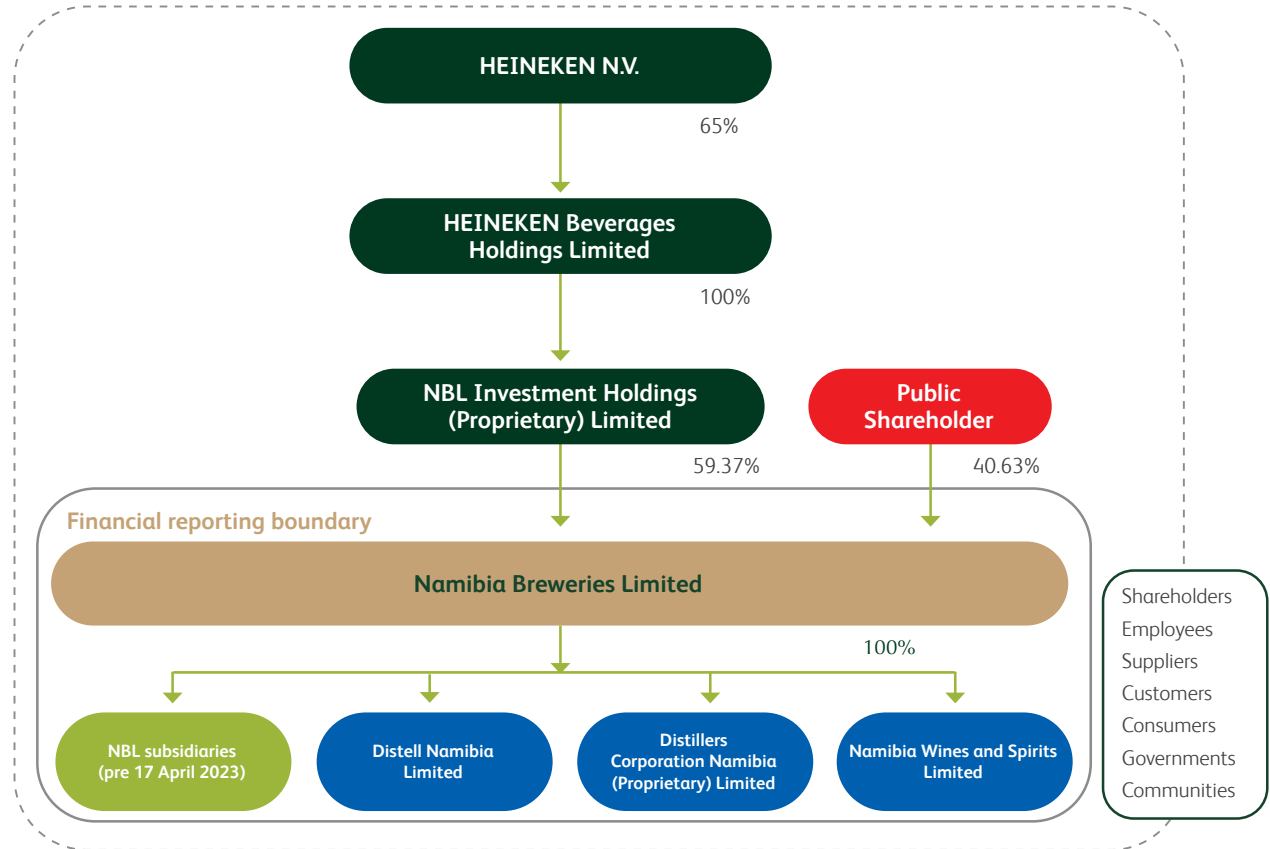 HEINEKEN N.V.
65%
HEINEKEN Beverages
Holdings Limited
100%
NBL Investment Holdings
(Proprietary) Limited
Public
Shareholder
59.37%
40.63%
Financial reporting boundary
Namibia Breweries Limited
100%
NBL subsidiaries
(pre 17 April 2023)
Distell Namibia
Limited
Distillers
Corporation Namibia
(Proprietary) Limited
Namibia Wines and Spirits
Limited
Shareholders
Employees
Suppliers
Customers
Consumers
Governments
Communities